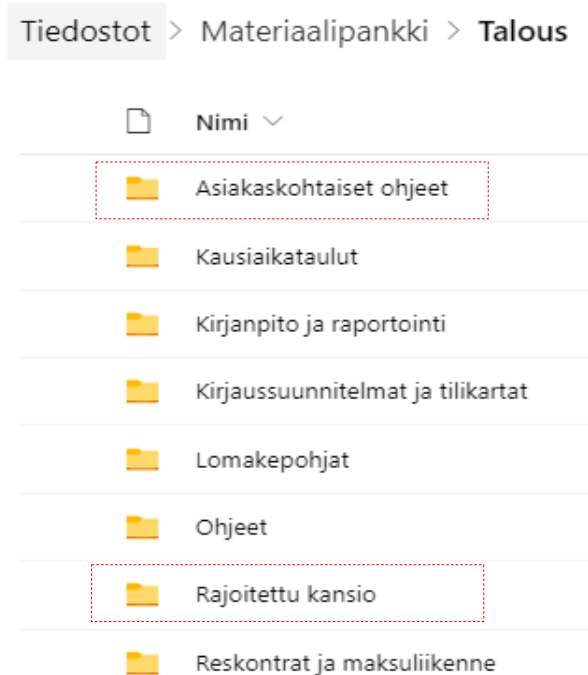 Tiedostot > Materiaalipankki > Talous
Nimi
Asiakaskohtaiset ohjeet
Kausiaikataulut
Kirjanpito ja raportointi
Kirjaussuunnitelmat ja tilikartat
Lomakepohjat
Ohjeet
Rajoitettu kansio
Reskontrat ja maksuliikenne